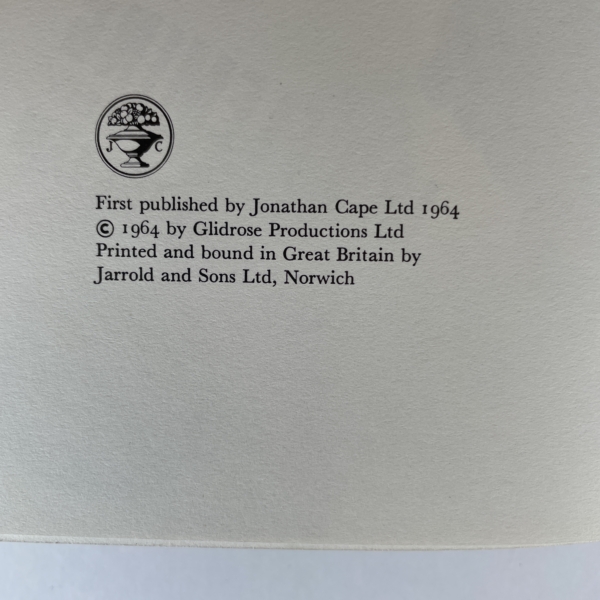 J C
First published by Jonathan Cape Ltd 1964
© 1964 by Glidrose Productions Ltd
Printed and bound in Great Britain by
Jarrold and Sons Ltd, Norwich